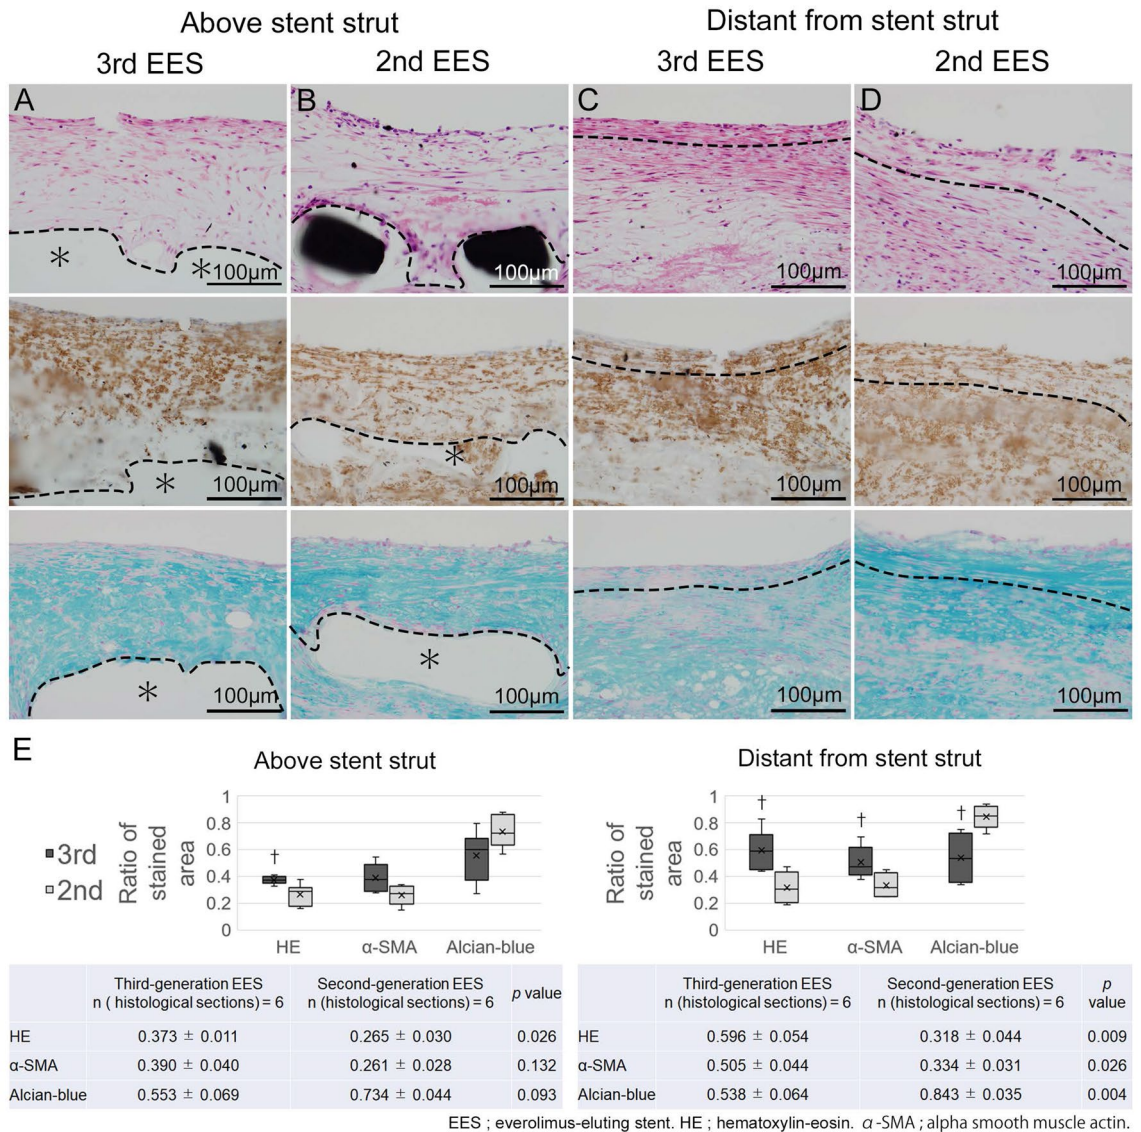 Above stent strut
Distant from stent strut
3rd EES
2nd EES
3rd EES
2nd EES
A
B
C
D
* * 100μm
100μm
100μm
100μm
* 100μm
* 100μm
100μm
100μm
* 100μm
* 100μm
100μm
100μm
E
Above stent strut
3rd
2nd
Ratio of
stained
area
1
0.8
0.6
0.4
0.2
0
†
HE α-SMA Alcian-blue
Distant from stent strut
Ratio of
stained
area
1
0.8
0.6
0.4
0.2
0
† † †
HE α-SMA Alcian-blue
Third-generation EES
n ( histological sections) = 6
Second-generation EES
n (histological sections) = 6
p value
HE 0.373 ± 0.011 0.265 ± 0.030 0.026
α-SMA 0.390 ± 0.040 0.261 ± 0.028 0.132
Alcian-blue 0.553 ± 0.069 0.734 ± 0.044 0.093
Third-generation EES
n (histological sections) = 6
Second-generation EES
n (histological sections) = 6
p
value
HE 0.596 ± 0.054 0.318 ± 0.044 0.009
α-SMA 0.505 ± 0.044 0.334 ± 0.031 0.026
Alcian-blue 0.538 ± 0.064 0.843 ± 0.035 0.004
EES ; everolimus-eluting stent. HE ; hematoxylin-eosin. α-SMA ; alpha smooth muscle actin.